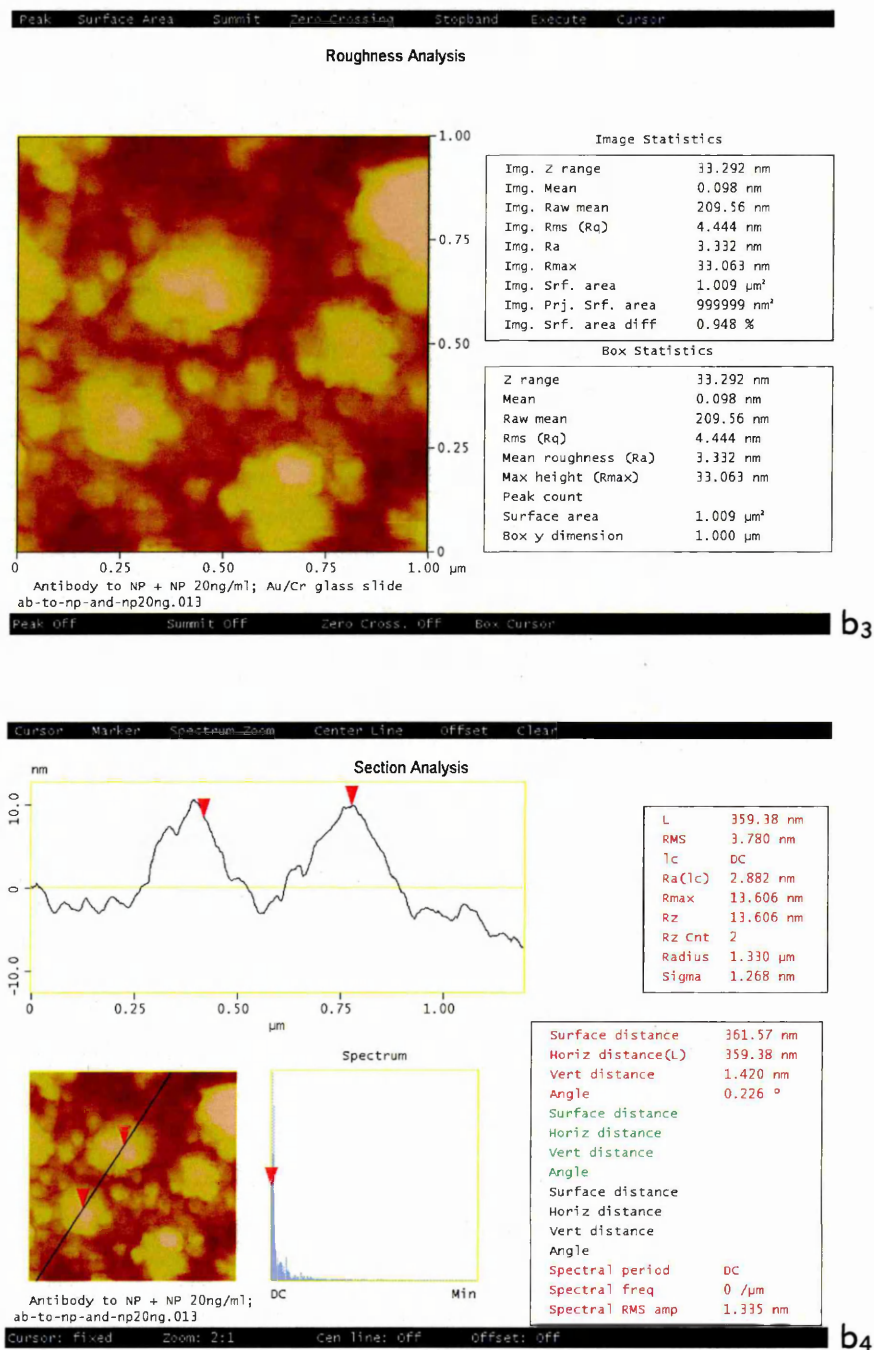 Peak Surface Area Summit Zero Crossing Stopband Execute Cursor
Roughness Analysis
1.00
0.75
0.50
0.25
0
0 0.25 0.50 0.75 1.00 μm
Antibody to NP + NP 20ng/ml; Au/Cr glass slide
ab-to-np-and-np20ng.013
Image Statistics
Img. Z range 33.292 nm
Img. Mean 0.098 nm
Img. Raw mean 209.56 nm
Img. Rms (Rq) 4.444 nm
Img. Ra 3.332 nm
Img. Rmax 33.063 nm
Img. Srf. area 1.009 μm²
Img. Prj. Srf. area 999999 nm²
Img. Srf. area diff 0.948 %
Box Statistics
Z range 33.292 nm
Mean 0.098 nm
Raw mean 209.56 nm
Rms (Rq) 4.444 nm
Mean roughness (Ra) 3.332 nm
Max height (Rmax) 33.063 nm
Peak count
Surface area 1.009 μm²
Box y dimension 1.000 μm
Peak Off Summit Off Zero Cross. Off Box Cursor
b3
Cursor Marker Spectrum Zoom Center Line Offset Clear
nm
Section Analysis
10.0
0
-10.0
0 0.25 0.50 0.75 1.00
μm
L 359.38 nm
RMS 3.780 nm
lc DC
Ra(lc) 2.882 nm
Rmax 13.606 nm
Rz 13.606 nm
Rz Cnt 2
Radius 1.330 μm
Sigma 1.268 nm
Spectrum
DC Min
Antibody to NP + NP 20ng/ml;
ab-to-np-and-np20ng.013
Surface distance 361.57 nm
Horiz distance(L) 359.38 nm
Vert distance 1.420 nm
Angle 0.226 °
Surface distance
Horiz distance
Vert distance
Angle
Surface distance
Horiz distance
Vert distance
Angle
Spectral period DC
Spectral freq 0 /μm
Spectral RMS amp 1.335 nm
Cursor: fixed Zoom: 2:1 Cen line: Off Offset: Off
b4